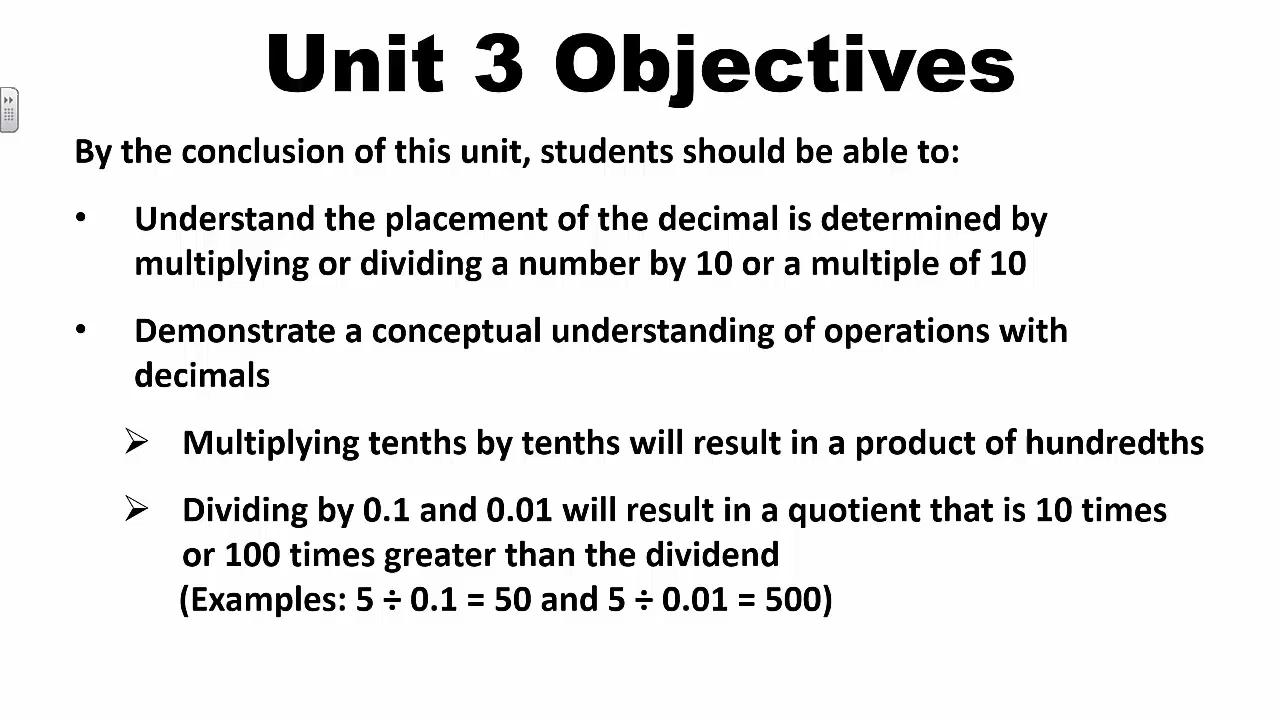 Unit 3 Objectives
By the conclusion of this unit, students should be able to:
• Understand the placement of the decimal is determined by
multiplying or dividing a number by 10 or a multiple of 10
• Demonstrate a conceptual understanding of operations with
decimals
➢ Multiplying tenths by tenths will result in a product of hundredths
➢ Dividing by 0.1 and 0.01 will result in a quotient that is 10 times
or 100 times greater than the dividend
(Examples: 5 ÷ 0.1 = 50 and 5 ÷ 0.01 = 500)